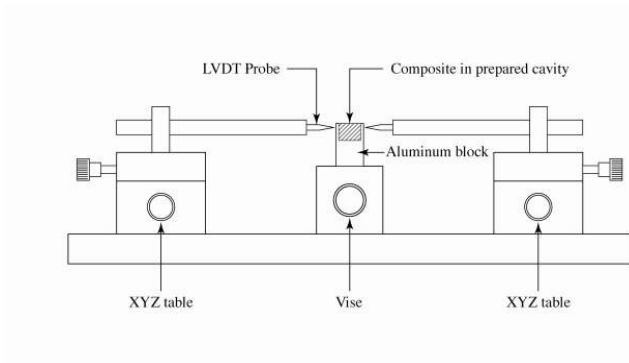 LVDT Probe
Composite in prepared cavity
Aluminum block
XYZ table
Vise
XYZ table